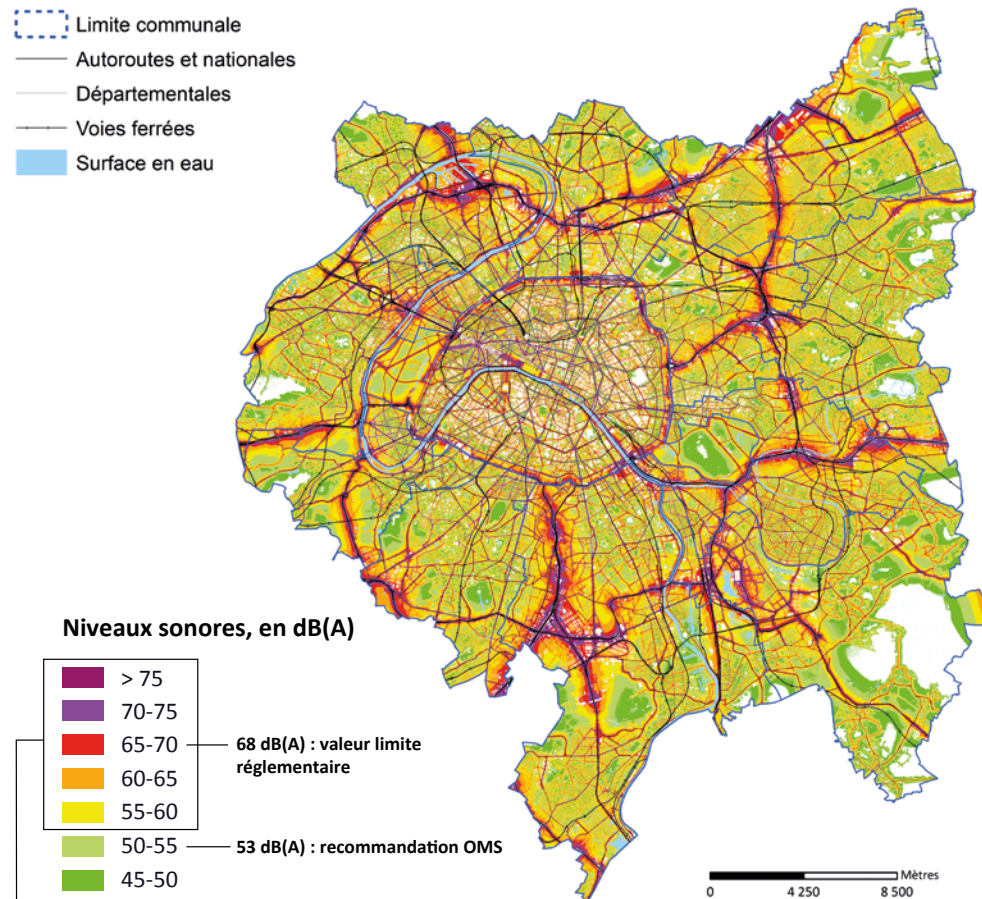 Limite communale
Autoroutes et nationales
Départementales
Voies ferrées
Surface en eau
Niveaux sonores, en dB(A)
> 75
70-75
65-70
68 dB(A) : valeur limite
réglementaire
60-65
55-60
50-55
53 dB(A) : recommandation OMS
45-50
Mètres
0 4 250 8 500